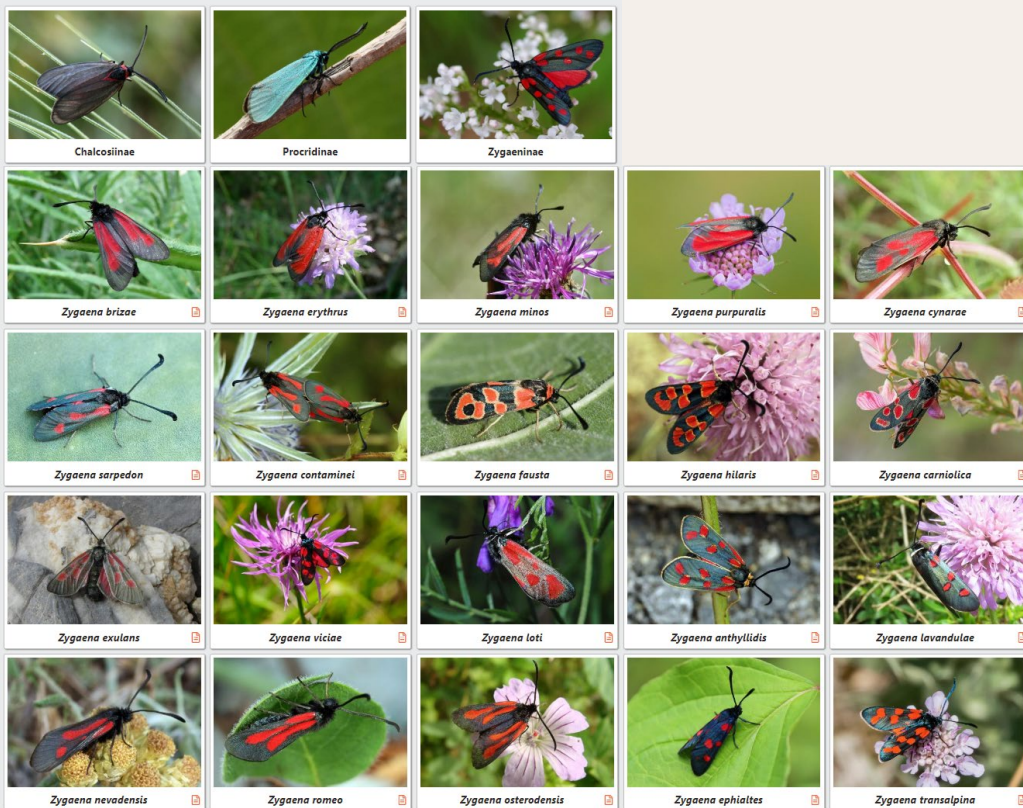 Chalcosiinae
Procridinae
Zygaeninae
Zygaena brizae
Zygaena erythrus
Zygaena minos
Zygaena purpuralis
Zygaena cynarae
Zygaena sarpedon
Zygaena contaminei
Zygaena fausta
Zygaena hilaris
Zygaena carniolica
Zygaena exulans
Zygaena viciae
Zygaena loti
Zygaena anthyllidis
Zygaena lavandulae
Zygaena nevadensis
Zygaena romeo
Zygaena osterodensis
Zygaena ephialtes
Zygaena transalpina